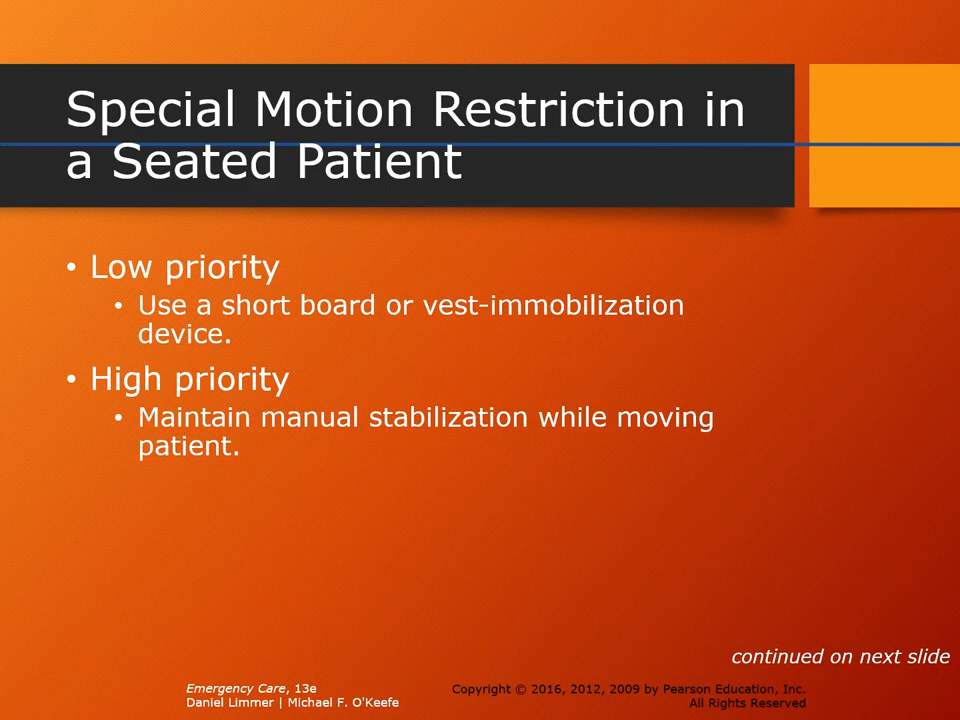 Special Motion Restriction in
a Seated Patient
• Low priority
• Use a short board or vest-immobilization
device.
• High priority
• Maintain manual stabilization while moving
patient.
continued on next slide
Emergency Care, 13e
Daniel Limmer | Michael F. O'Keefe
Copyright © 2016, 2012, 2009 by Pearson Education, Inc.
All Rights Reserved